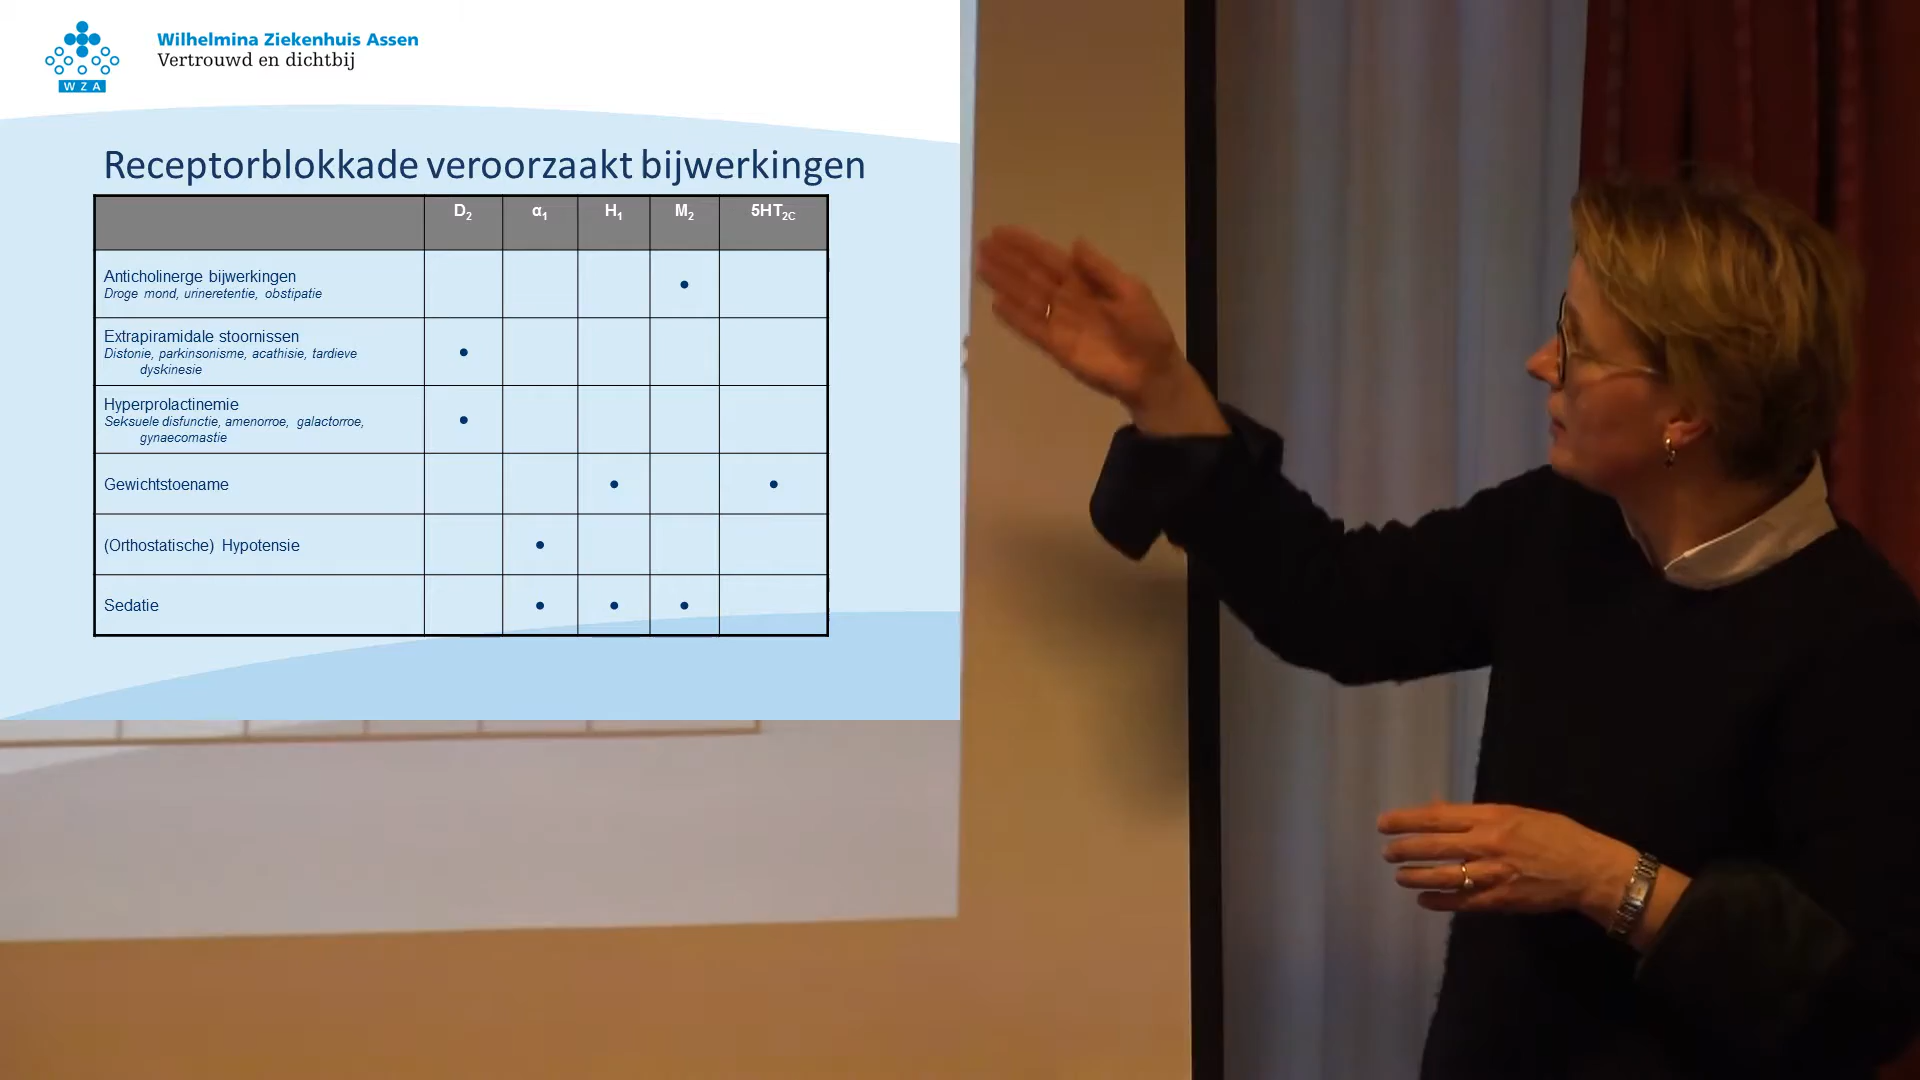 Wilhelmina Ziekenhuis Assen
Vertrouwd en dichtbij
W Z A
Receptorblokkade veroorzaakt bijwerkingen
D2 α1 H1 M2 5HT2C
Anticholinerge bijwerkingen
Droge mond, urineretentie, obstipatie
Extrapiramidale stoornissen
Distonie, parkinsonisme, acathisie, tardieve
dyskinesie
Hyperprolactinemie
Seksuele disfunctie, amenorroe, galactorroe,
gynaecomastie
Gewichtstoename
(Orthostatische) Hypotensie
Sedatie